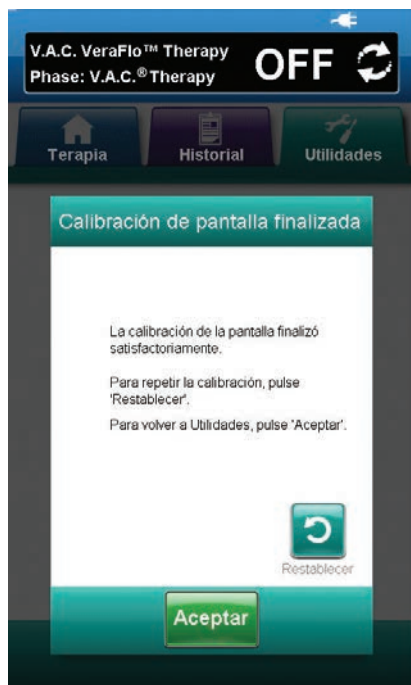 V.A.C. VeraFlo™ Therapy
Phase: V.A.C.® Therapy
OFF
Terapia
Historial
Utilidades
Calibración de pantalla finalizada
La calibración de la pantalla finalizó
satisfactoriamente.
Para repetir la calibración, pulse
'Restablecer'.
Para volver a Utilidades, pulse 'Aceptar'.
Restablecer
Aceptar